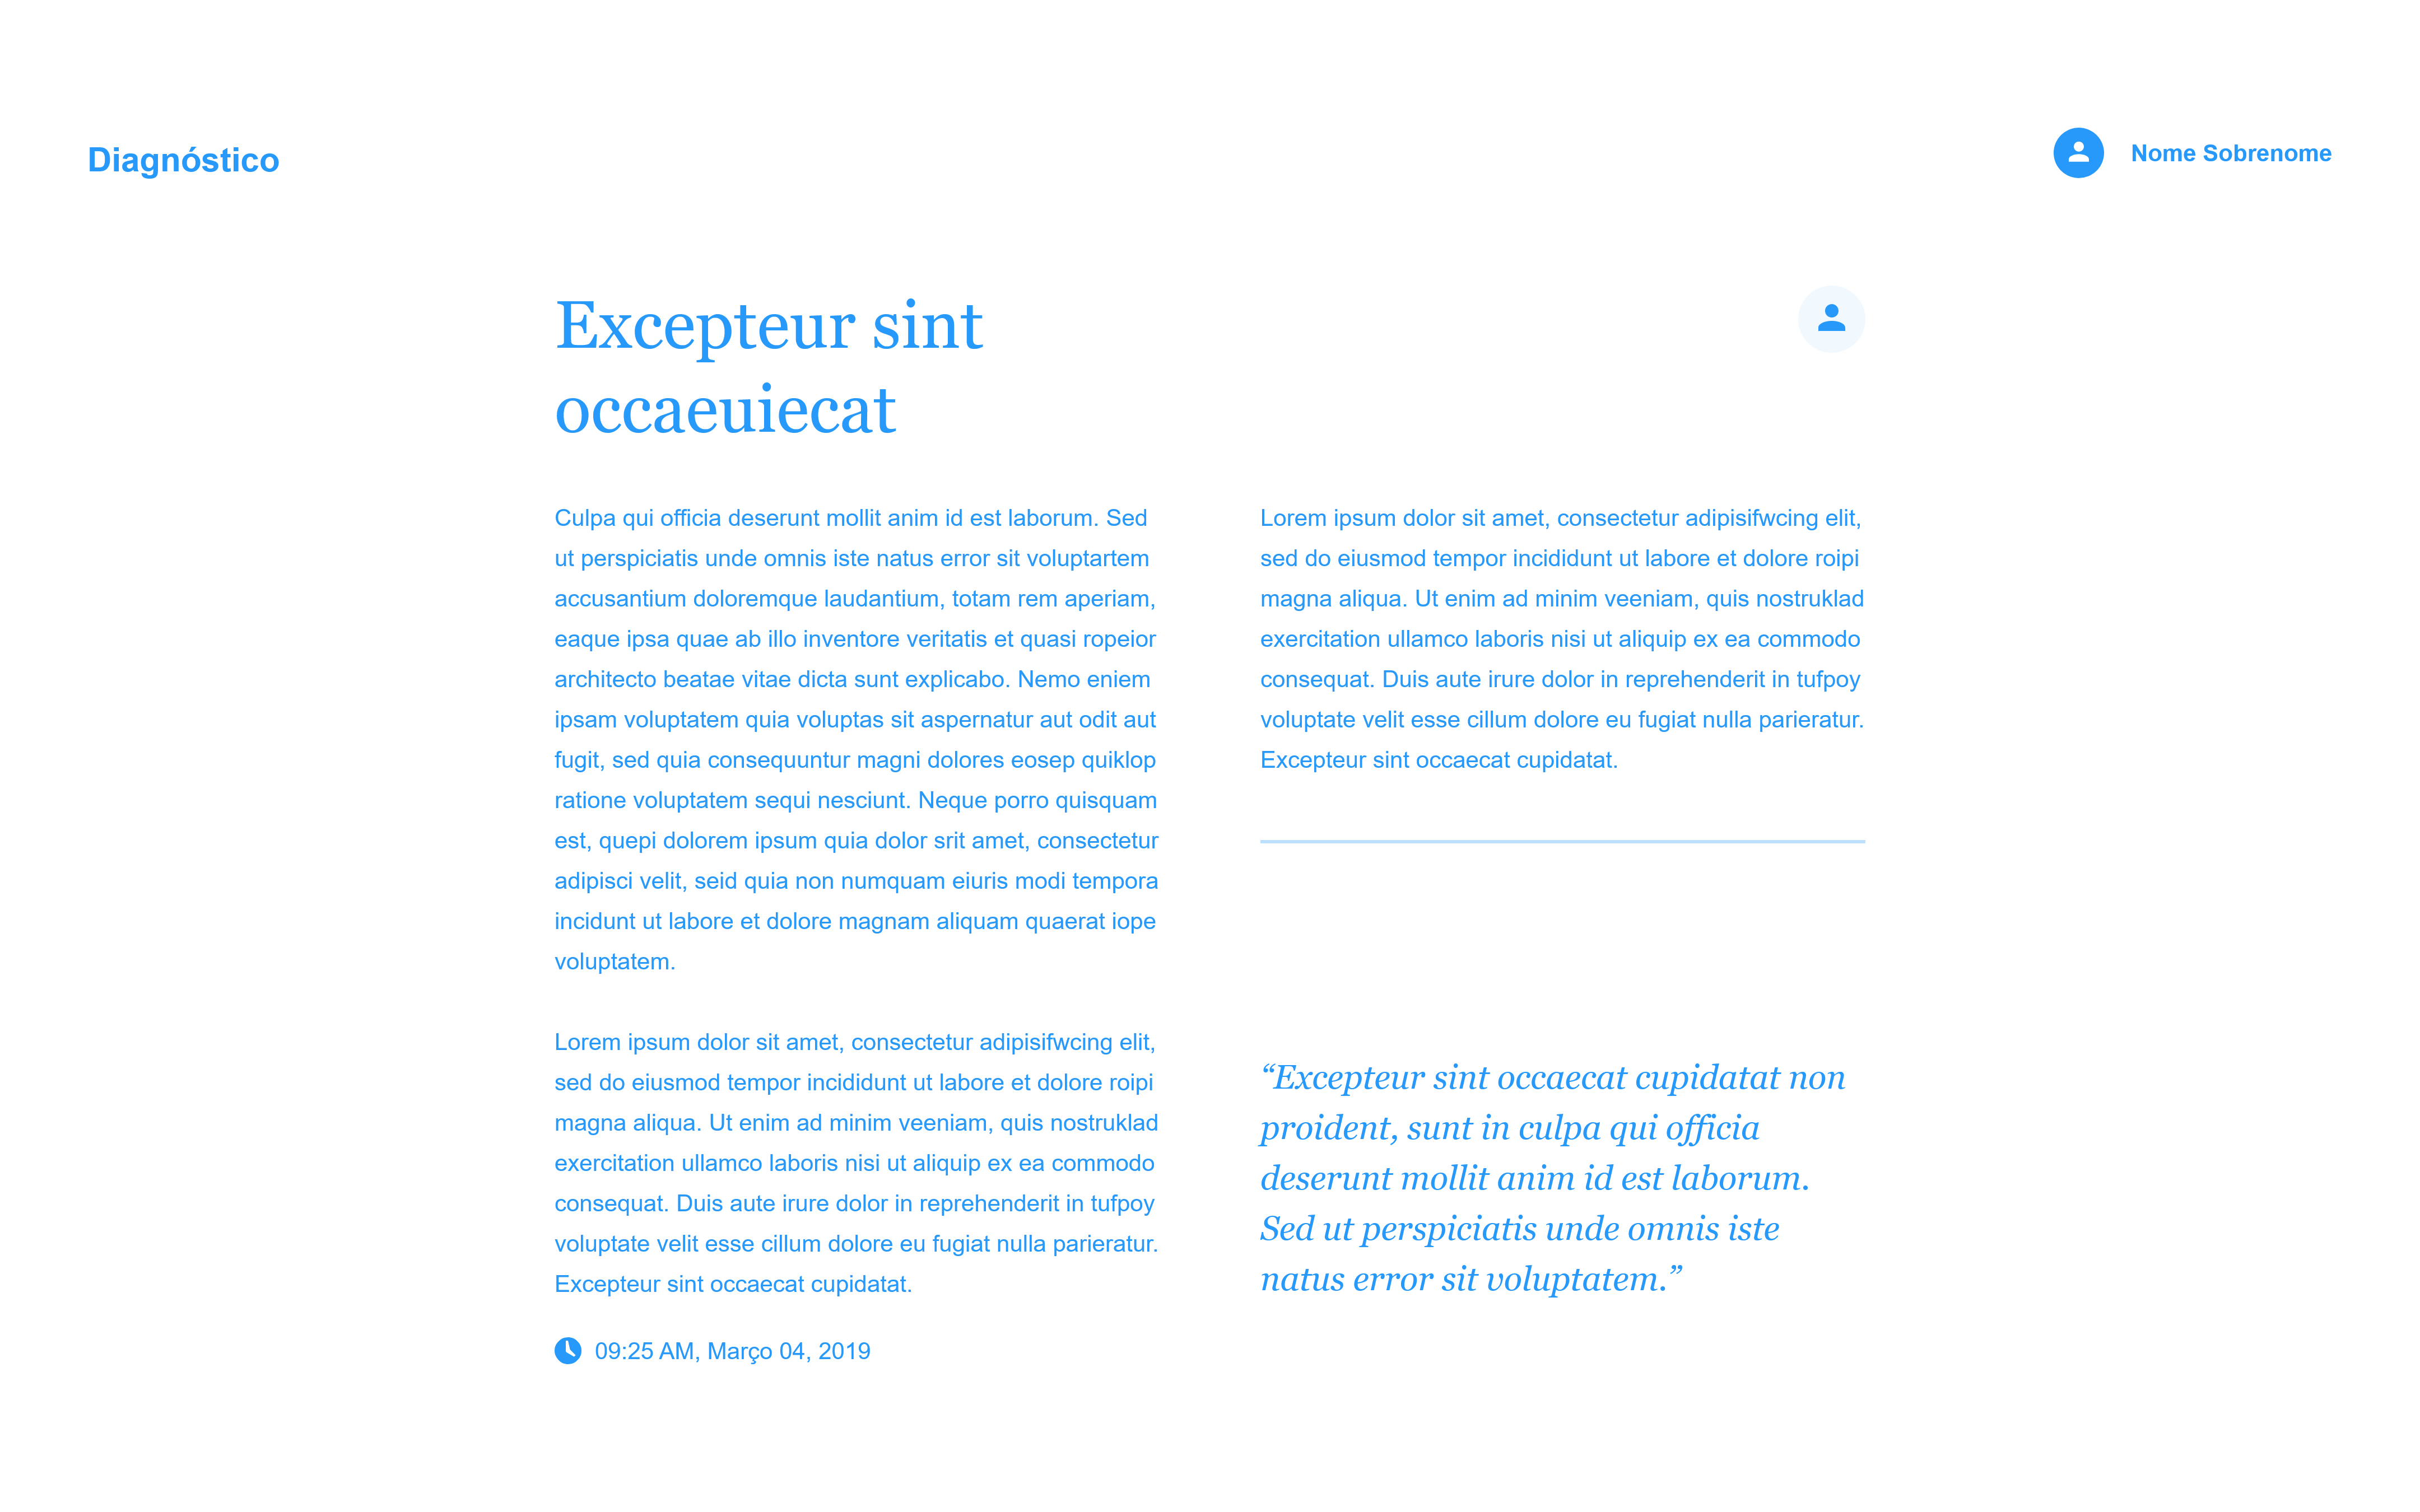 Diagnóstico
Nome Sobrenome
Excepteur sint
occaeuiecat
Culpa qui officia deserunt mollit anim id est laborum. Sed
ut perspiciatis unde omnis iste natus error sit voluptartem
accusantium doloremque laudantium, totam rem aperiam,
eaque ipsa quae ab illo inventore veritatis et quasi ropeior
architecto beatae vitae dicta sunt explicabo. Nemo eniem
ipsam voluptatem quia voluptas sit aspernatur aut odit aut
fugit, sed quia consequuntur magni dolores eosep quiklop
ratione voluptatem sequi nesciunt. Neque porro quisquam
est, quepi dolorem ipsum quia dolor srit amet, consectetur
adipisci velit, seid quia non numquam eiuris modi tempora
incidunt ut labore et dolore magnam aliquam quaerat iope
voluptatem.
Lorem ipsum dolor sit amet, consectetur adipisifwcing elit,
sed do eiusmod tempor incididunt ut labore et dolore roipi
magna aliqua. Ut enim ad minim veeniam, quis nostruklad
exercitation ullamco laboris nisi ut aliquip ex ea commodo
consequat. Duis aute irure dolor in reprehenderit in tufpoy
voluptate velit esse cillum dolore eu fugiat nulla parieratur.
Excepteur sint occaecat cupidatat.
09:25 AM, Março 04, 2019
Lorem ipsum dolor sit amet, consectetur adipisifwcing elit,
sed do eiusmod tempor incididunt ut labore et dolore roipi
magna aliqua. Ut enim ad minim veeniam, quis nostruklad
exercitation ullamco laboris nisi ut aliquip ex ea commodo
consequat. Duis aute irure dolor in reprehenderit in tufpoy
voluptate velit esse cillum dolore eu fugiat nulla parieratur.
Excepteur sint occaecat cupidatat.
“Excepteur sint occaecat cupidatat non
proident, sunt in culpa qui officia
deserunt mollit anim id est laborum.
Sed ut perspiciatis unde omnis iste
natus error sit voluptatem.”